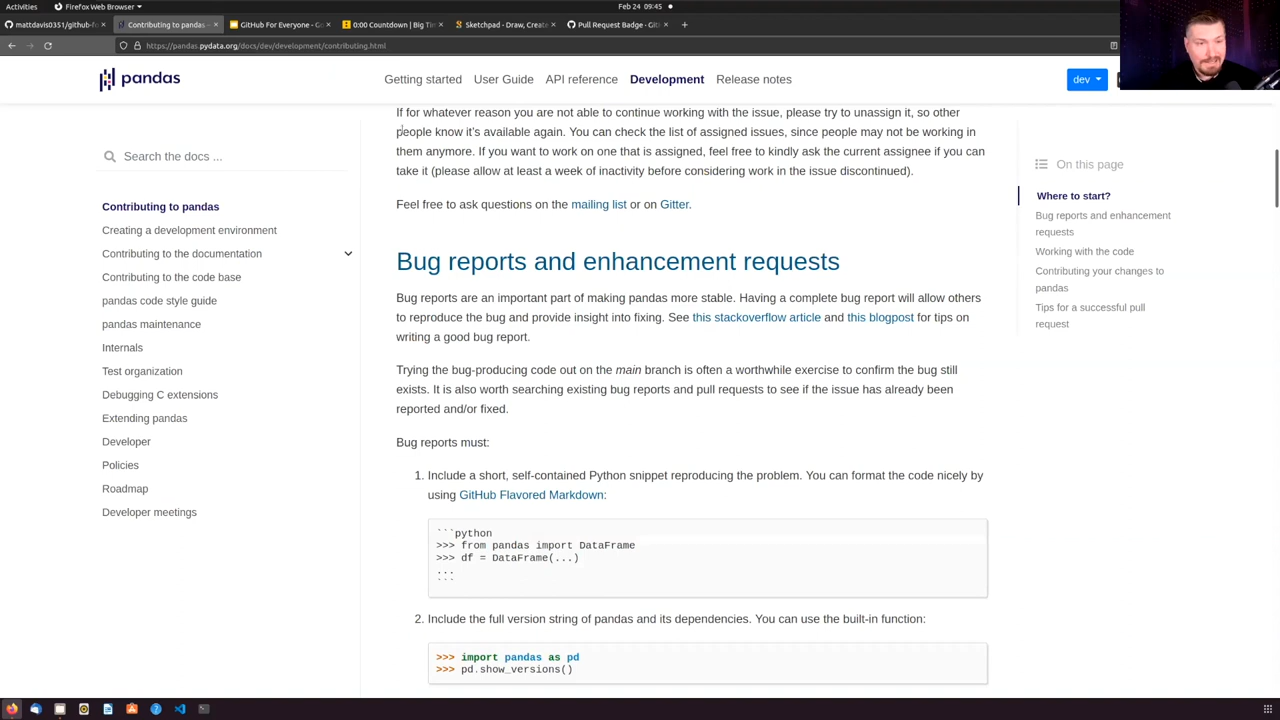 Activities
Firefox Web Browser
Feb 24 09:45
mattdavis0351/github-f
Contributing to pandas
GitHub For Everyone - G
0:00 Countdown | Big Tim
Sketchpad - Draw, Create
Pull Request Badge - Git
https://pandas.pydata.org/docs/dev/development/contributing.html
pandas
Getting started
User Guide
API reference
Development
Release notes
dev
Search the docs ...
Contributing to pandas
Creating a development environment
Contributing to the documentation
Contributing to the code base
pandas code style guide
pandas maintenance
Internals
Test organization
Debugging C extensions
Extending pandas
Developer
Policies
Roadmap
Developer meetings
If for whatever reason you are not able to continue working with the issue, please try to unassign it, so other
people know it's available again. You can check the list of assigned issues, since people may not be working in
them anymore. If you want to work on one that is assigned, feel free to kindly ask the current assignee if you can
take it (please allow at least a week of inactivity before considering work in the issue discontinued).
Feel free to ask questions on the mailing list or on Gitter.
Bug reports and enhancement requests
Bug reports are an important part of making pandas more stable. Having a complete bug report will allow others
to reproduce the bug and provide insight into fixing. See this stackoverflow article and this blogpost for tips on
writing a good bug report.
Trying the bug-producing code out on the main branch is often a worthwhile exercise to confirm the bug still
exists. It is also worth searching existing bug reports and pull requests to see if the issue has already been
reported and/or fixed.
Bug reports must:
1. Include a short, self-contained Python snippet reproducing the problem. You can format the code nicely by
using GitHub Flavored Markdown:
```python
>>> from pandas import DataFrame
>>> df = DataFrame(...)
...
```
2. Include the full version string of pandas and its dependencies. You can use the built-in function:
>>> import pandas as pd
>>> pd.show_versions()
On this page
Where to start?
Bug reports and enhancement
requests
Working with the code
Contributing your changes to
pandas
Tips for a successful pull
request